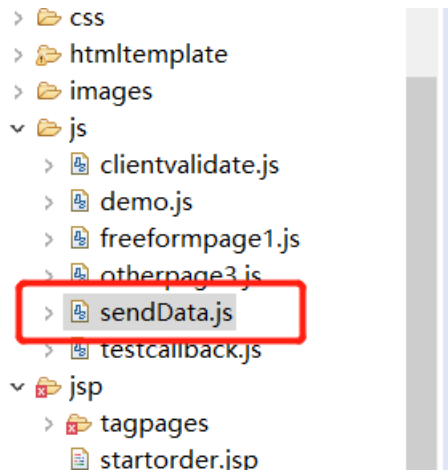 css
htmltemplate
images
js
clientvalidate.js
demo.js
freeformpage1.js
otherpage3.js
sendData.js
testcallback.js
jsp
tagpages
startorder.jsp